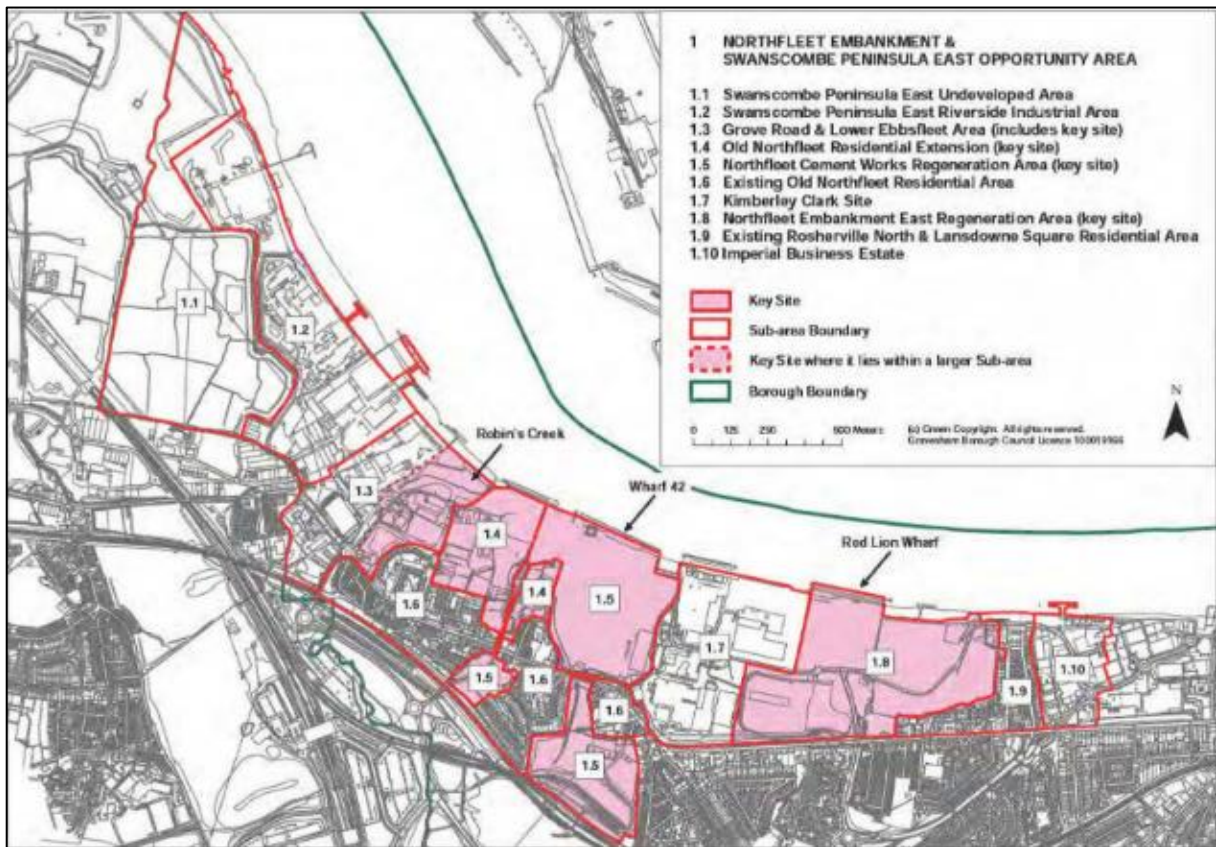 1 NORTHFLEET EMBANKMENT &
SWANSCOMBE PENINSULA EAST OPPORTUNITY AREA
1.1 Swanscombe Peninsula East Undeveloped Area
1.2 Swanscombe Peninsula East Riverside Industrial Area
1.3 Grove Road & Lower Ebbsfleet Area (includes key site)
1.4 Old Northfleet Residential Extension (key site)
1.5 Northfleet Cement Works Regeneration Area (key site)
1.6 Existing Old Northfleet Residential Area
1.7 Kimberley Clark Site
1.8 Northfleet Embankment East Regeneration Area (key site)
1.9 Existing Rosherville North & Lansdowne Square Residential Area
1.10 Imperial Business Estate
Key Site
Sub-area Boundary
Key Site where it lies within a larger Sub-area
Borough Boundary
N
0 125 250 500 Meters
(c) Crown Copyright. All rights reserved.
Gravesham Borough Council Licence
1.1
1.2
Robin's Creek
1.3
Wharf 42
1.4
Red Lion Wharf
1.4
1.5
1.6
1.7
1.8
1.5
1.6
1.9
1.10
1.6
1.5